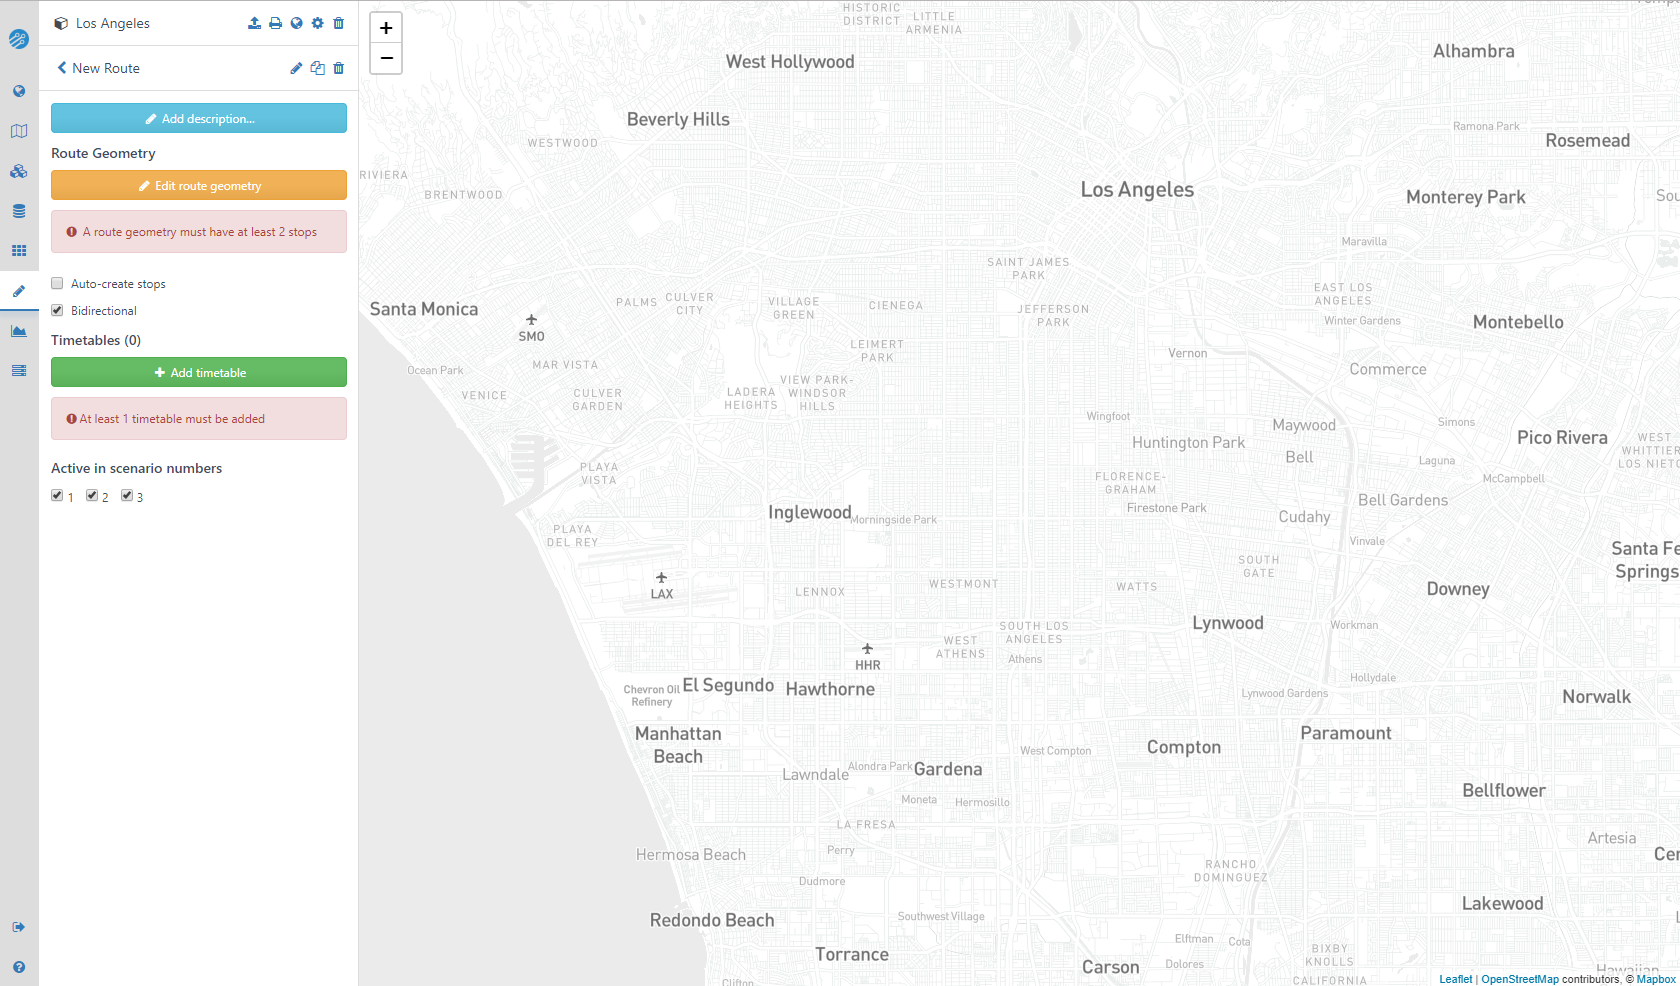 Los Angeles
New Route
Add description...
Route Geometry
Edit route geometry
A route geometry must have at least 2 stops
Auto-create stops
Bidirectional
Timetables (0)
+ Add timetable
At least 1 timetable must be added
Active in scenario numbers
1 2 3
+
−
HISTORIC
DISTRICT
LITTLE
ARMENIA
West Hollywood
Alhambra
Beverly Hills
Ramona Park
WESTWOOD
Rosemead
RIVIERA
BRENTWOOD
Los Angeles
Monterey Park
Sou
Maravilla
SAINT JAMES
PARK
EAST LOS
ANGELES
Santa Monica
PALMS
CULVER
CITY
VILLAGE
GREEN
CIENEGA
JEFFERSON
PARK
Winter Gardens
Montebello
SMO
LEIMERT
PARK
Vernon
MAR VISTA
Ocean Park
Commerce
VENICE
CULVER
GARDEN
LADERA
HEIGHTS
VIEW PARK-
WINDSOR
HILLS
Wingfoot
Maywood
Simons
Huntington Park
Pico Rivera
WEST
WHITTIER
LOS NIETO
Bell
Laguna
PLAYA
VISTA
FLORENCE-
GRAHAM
McCampbell
Bell Gardens
Firestone Park
Inglewood
Morningside Park
Cudahy
PLAYA
DEL REY
Vinvale
Santa Fe
Springs
SOUTH
GATE
LAX
LENNOX
WESTMONT
WATTS
Downey
SOUTH LOS
ANGELES
Lynwood
Workman
WEST
ATHENS
Athens
HHR
Hollydale
Chevron Oil
Refinery
El Segundo
Hawthorne
Lynwood Gardens
Norwalk
Manhattan
Beach
Paramount
West Compton
Compton
Lawndale
Alondra Park
Gardena
Bellflower
Moneta
Hermosillo
LA FRESA
Artesia
Hermosa Beach
Perry
Cer
RANCHO
DOMINGUEZ
Dudmore
Lakewood
Redondo Beach
Southwest Village
Elftman
Cota
Torrance
BIXBY
KNOLLS
Carson
Dolores
Hawaiian
CALIFORNIA
Clifton
Leaflet | OpenStreetMap contributors, © Mapbox